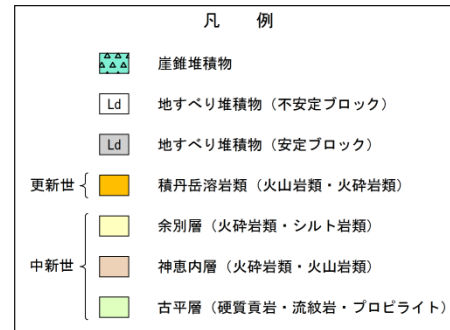 凡　例
崖錐堆積物
Ld 地すべり堆積物（不安定ブロック）
Ld 地すべり堆積物（安定ブロック）
更新世 積丹岳溶岩類（火山岩類・火砕岩類）
余別層（火砕岩類・シルト岩類）
中新世 神恵内層（火砕岩類・火山岩類）
古平層（硬質頁岩・流紋岩・プロピライト）